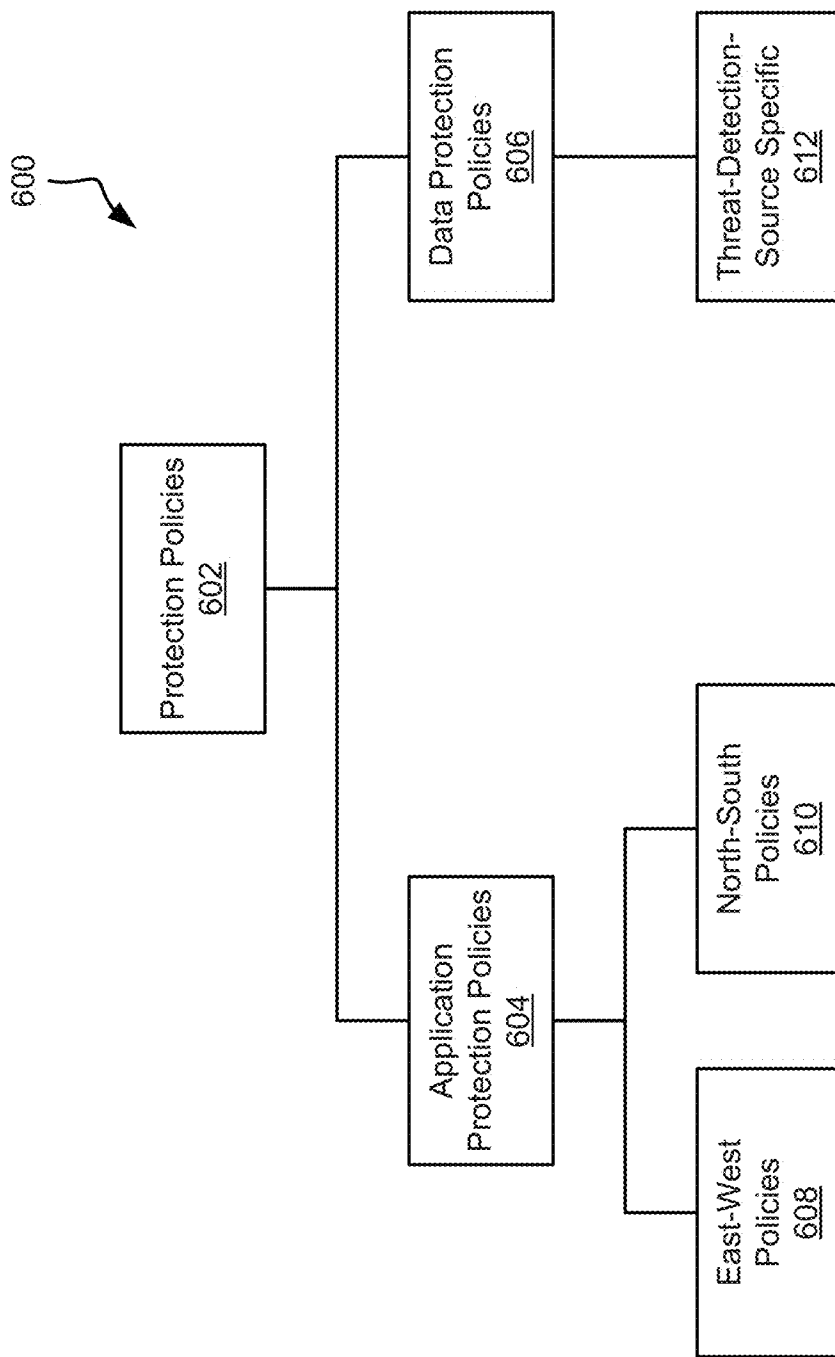 600
Protection Policies
602
Application
Protection Policies
604
Data Protection
Policies
606
East-West
Policies
608
North-South
Policies
610
Threat-Detection-
Source Specific
612